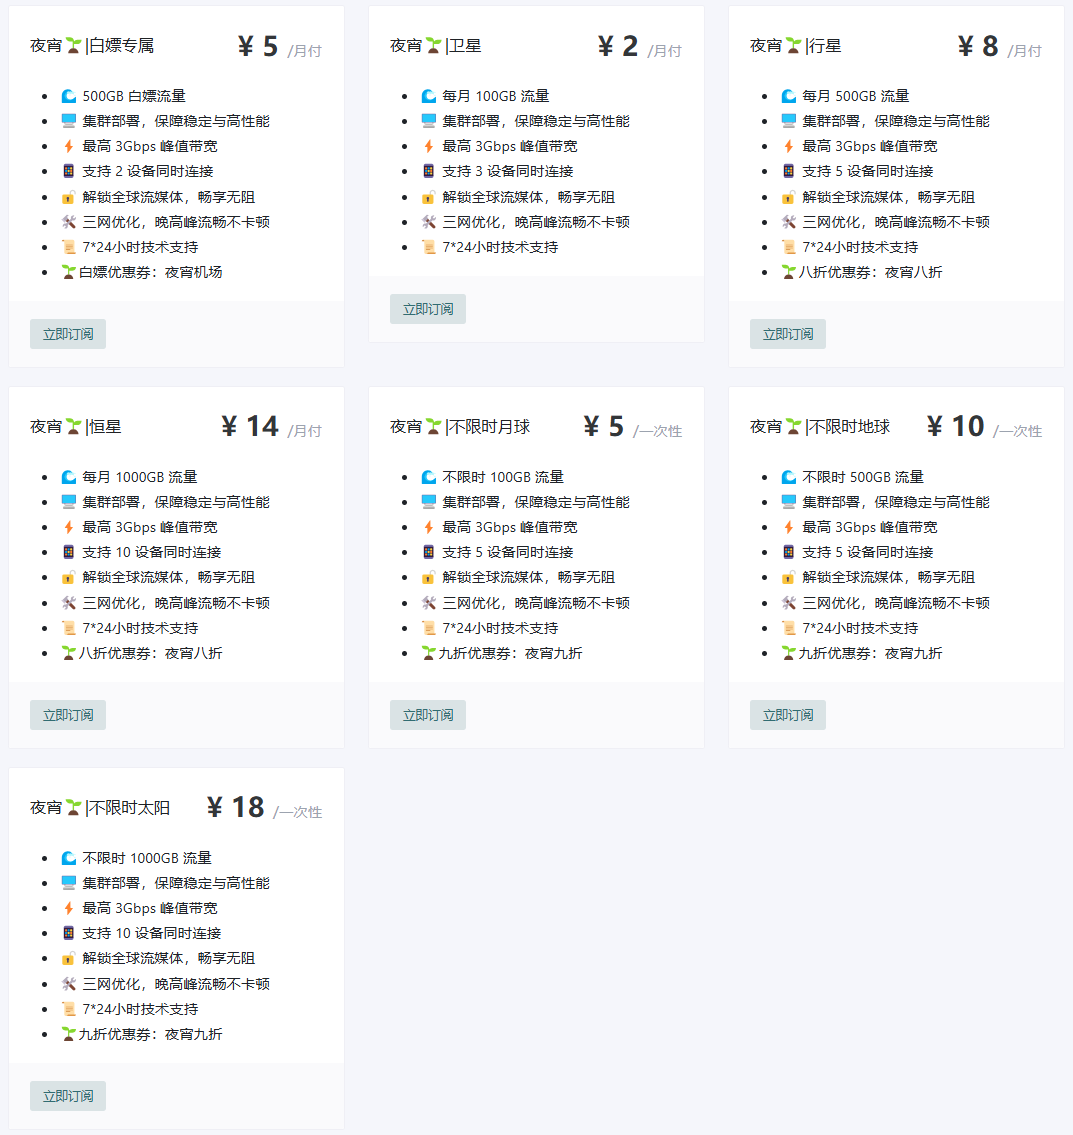 夜宵🌱|白嫖专属
¥ 5 /月付
🌊 500GB 白嫖流量
🖥️ 集群部署，保障稳定与高性能
⚡ 最高 3Gbps 峰值带宽
📱 支持 2 设备同时连接
🔓 解锁全球流媒体，畅享无阻
🛠️ 三网优化，晚高峰流畅不卡顿
📜 7*24小时技术支持
🌱白嫖优惠券：夜宵机场
立即订阅
夜宵🌱|卫星
¥ 2 /月付
🌊 每月 100GB 流量
🖥️ 集群部署，保障稳定与高性能
⚡ 最高 3Gbps 峰值带宽
📱 支持 3 设备同时连接
🔓 解锁全球流媒体，畅享无阻
🛠️ 三网优化，晚高峰流畅不卡顿
📜 7*24小时技术支持
立即订阅
夜宵🌱|行星
¥ 8 /月付
🌊 每月 500GB 流量
🖥️ 集群部署，保障稳定与高性能
⚡ 最高 3Gbps 峰值带宽
📱 支持 5 设备同时连接
🔓 解锁全球流媒体，畅享无阻
🛠️ 三网优化，晚高峰流畅不卡顿
📜 7*24小时技术支持
🌱八折优惠券：夜宵八折
立即订阅
夜宵🌱|恒星
¥ 14 /月付
🌊 每月 1000GB 流量
🖥️ 集群部署，保障稳定与高性能
⚡ 最高 3Gbps 峰值带宽
📱 支持 10 设备同时连接
🔓 解锁全球流媒体，畅享无阻
🛠️ 三网优化，晚高峰流畅不卡顿
📜 7*24小时技术支持
🌱八折优惠券：夜宵八折
立即订阅
夜宵🌱|不限时月球
¥ 5 /一次性
🌊 不限时 100GB 流量
🖥️ 集群部署，保障稳定与高性能
⚡ 最高 3Gbps 峰值带宽
📱 支持 5 设备同时连接
🔓 解锁全球流媒体，畅享无阻
🛠️ 三网优化，晚高峰流畅不卡顿
📜 7*24小时技术支持
🌱九折优惠券：夜宵九折
立即订阅
夜宵🌱|不限时地球
¥ 10 /一次性
🌊 不限时 500GB 流量
🖥️ 集群部署，保障稳定与高性能
⚡ 最高 3Gbps 峰值带宽
📱 支持 5 设备同时连接
🔓 解锁全球流媒体，畅享无阻
🛠️ 三网优化，晚高峰流畅不卡顿
📜 7*24小时技术支持
🌱九折优惠券：夜宵九折
立即订阅
夜宵🌱|不限时太阳
¥ 18 /一次性
🌊 不限时 1000GB 流量
🖥️ 集群部署，保障稳定与高性能
⚡ 最高 3Gbps 峰值带宽
📱 支持 10 设备同时连接
🔓 解锁全球流媒体，畅享无阻
🛠️ 三网优化，晚高峰流畅不卡顿
📜 7*24小时技术支持
🌱九折优惠券：夜宵九折
立即订阅